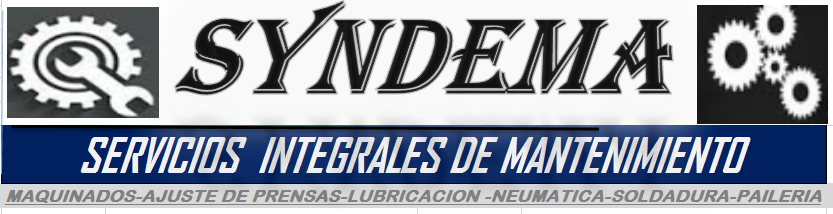 SYNDEMA
SERVICIOS INTEGRALES DE MANTENIMIENTO
MAQUINADOS-AJUSTE DE PRENSAS-LUBRICACION -NEUMATICA-SOLDADURA-PAILERIA